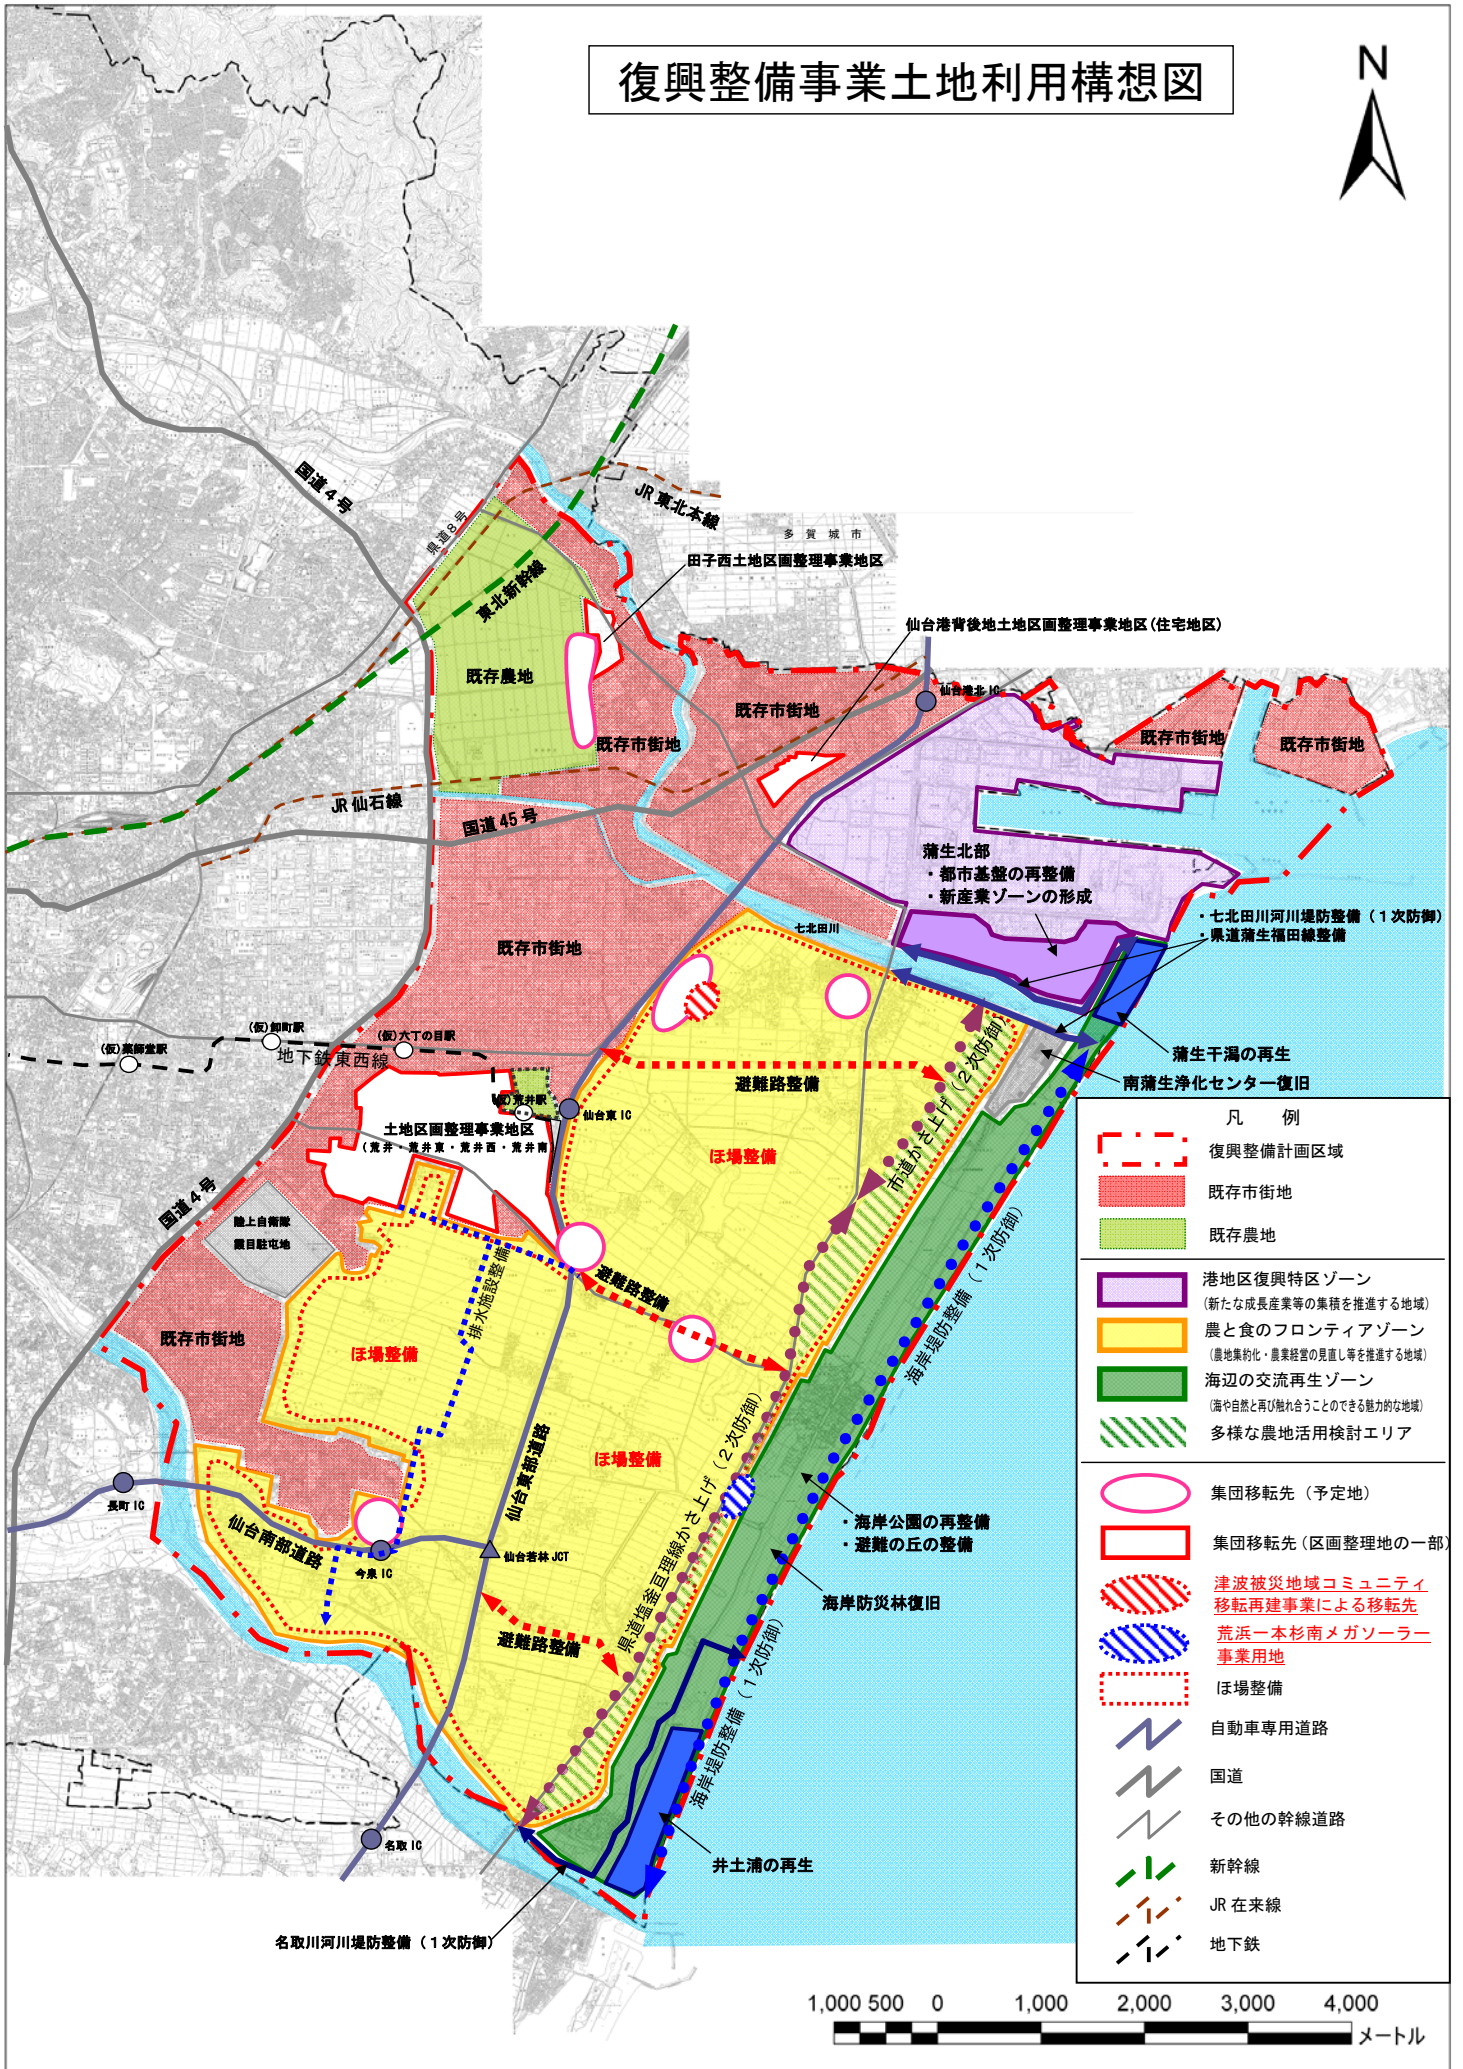 復興整備事業土地利用構想図
N
国道4号
県道8号
JR東北本線
多賀城市
田子西土地区画整理事業地区
東北新幹線
仙台港背後地土地区画整理事業地区(住宅地区)
既存農地
仙台港北IC
既存市街地
既存市街地
既存市街地
既存市街地
JR仙石線
国道45号
蒲生北部
・都市基盤の再整備
・新産業ゾーンの形成
・七北田川河川堤防整備(1次防御)
・県道蒲生福田線整備
七北田川
既存市街地
(仮)卸町駅
(仮)六丁の目駅
(仮)薬師堂駅
地下鉄東西線
蒲生干潟の再生
南蒲生浄化センター復旧
避難路整備
市道かさ上げ(2次防御)
(仮)荒井駅
仙台東IC
土地区画整理事業地区
(荒井・荒井東・荒井西・荒井南)
ほ場整備
国道4号
陸上自衛隊
霞目駐屯地
排水施設整備
避難路整備
海岸堤防整備(1次防御)
既存市街地
ほ場整備
ほ場整備
県道塩釜亘理線かさ上げ(2次防御)
仙台東部道路
長町IC
仙台南部道路
今泉IC
仙台若林JCT
・海岸公園の再整備
・避難の丘の整備
海岸防災林復旧
避難路整備
海岸堤防整備(1次防御)
名取IC
井土浦の再生
名取川河川堤防整備(1次防御)
凡 例
復興整備計画区域
既存市街地
既存農地
港地区復興特区ゾーン
(新たな成長産業等の集積を推進する地域)
農と食のフロンティアゾーン
(農地集約化・農業経営の見直し等を推進する地域)
海辺の交流再生ゾーン
(海や自然と再び触れ合うことのできる魅力的な地域)
多様な農地活用検討エリア
集団移転先(予定地)
集団移転先(区画整理地の一部)
津波被災地域コミュニティ
移転再建事業による移転先
荒浜一本杉南メガソーラー
事業用地
ほ場整備
自動車専用道路
国道
その他の幹線道路
新幹線
JR在来線
地下鉄
1,000 500 0 1,000 2,000 3,000 4,000
メートル